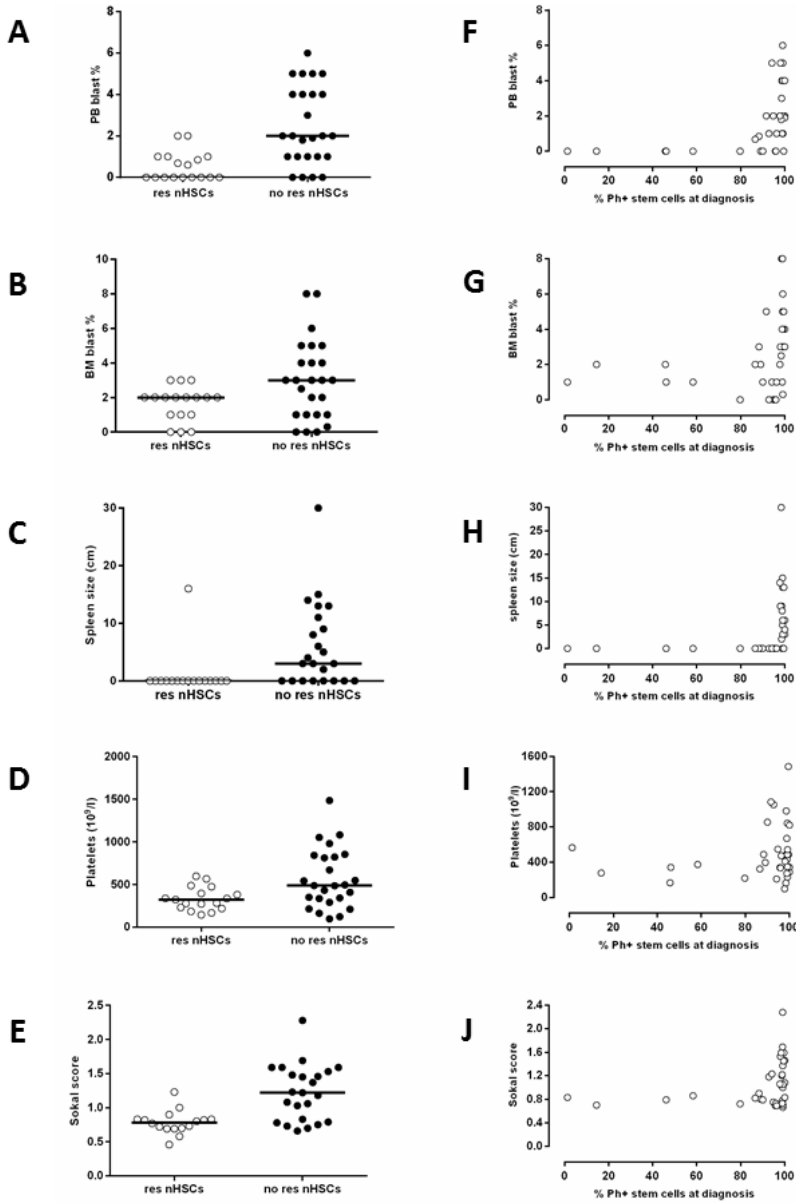 A
PB blast %
8
6
4
2
0
res nHSCs no res nHSCs
F
PB blast %
8
6
4
2
0
0 20 40 60 80 100
% Ph+ stem cells at diagnosis
B
BM blast %
10
8
6
4
2
0
res nHSCs no res nHSCs
G
BM blast %
8
6
4
2
0
0 20 40 60 80 100
% Ph+ stem cells at diagnosis
C
Spleen size (cm)
30
20
10
0
res nHSCs no res nHSCs
H
spleen size (cm)
30
25
20
15
10
5
0
0 20 40 60 80 100
% Ph+ stem cells at diagnosis
D
Platelets (10⁹/l)
2000
1500
1000
500
0
res nHSCs no res nHSCs
I
Platelets (10⁹/l)
1600
1200
800
400
0
0 20 40 60 80 100
% Ph+ stem cells at diagnosis
E
Sokal score
2.5
2.0
1.5
1.0
0.5
0.0
res nHSCs no res nHSCs
J
Sokal score
2.4
2.0
1.6
1.2
0.8
0.4
0.0
0 20 40 60 80 100
% Ph+ stem cells at diagnosis